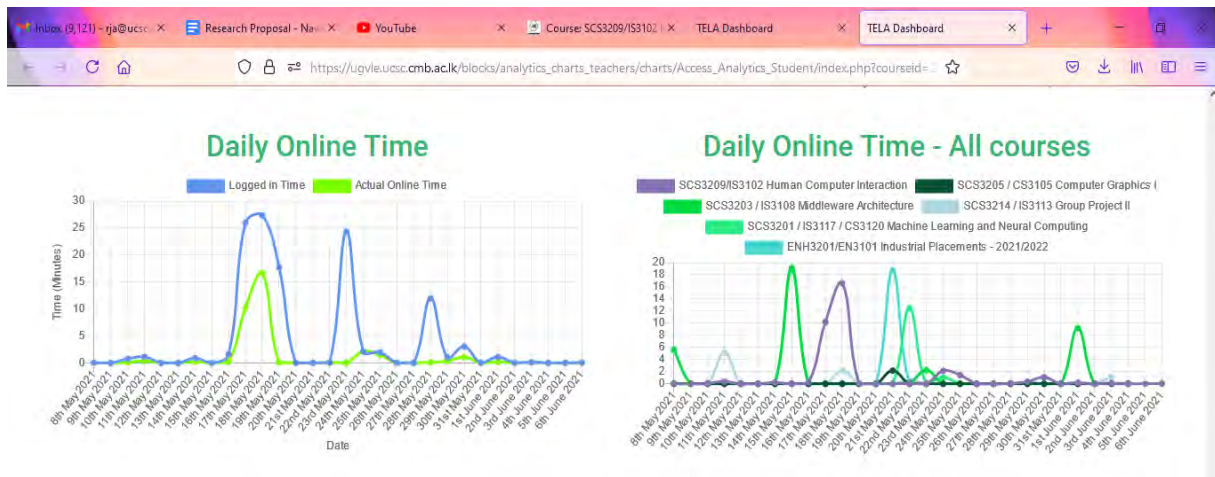 Inbox (9,121) - rja@ucsc
Research Proposal - Nav
YouTube
Course: SCS3209/IS3102
TELA Dashboard
TELA Dashboard
https://ugvle.ucsc.cmb.ac.lk/blocks/analytics_charts_teachers/charts/Access_Analytics_Student/index.php?courseid=
Daily Online Time
Logged in Time Actual Online Time
30
25
20
15
10
5
0
Time (Minutes)
8th May 2021
9th May 2021
10th May 2021
11th May 2021
12th May 2021
13th May 2021
14th May 2021
15th May 2021
16th May 2021
17th May 2021
18th May 2021
19th May 2021
20th May 2021
21st May 2021
22nd May 2021
23rd May 2021
24th May 2021
25th May 2021
26th May 2021
27th May 2021
28th May 2021
29th May 2021
30th May 2021
31st May 2021
1st June 2021
2nd June 2021
3rd June 2021
4th June 2021
5th June 2021
6th June 2021
Date
Daily Online Time - All courses
SCS3209/IS3102 Human Computer Interaction SCS3205 / CS3105 Computer Graphics I
SCS3203 / IS3108 Middleware Architecture SCS3214 / IS3113 Group Project II
SCS3201 / IS3117 / CS3120 Machine Learning and Neural Computing
ENH3201/EN3101 Industrial Placements - 2021/2022
20
18
16
14
12
10
8
6
4
2
0
8th May 2021
9th May 2021
10th May 2021
11th May 2021
12th May 2021
13th May 2021
14th May 2021
15th May 2021
16th May 2021
17th May 2021
18th May 2021
19th May 2021
20th May 2021
21st May 2021
22nd May 2021
23rd May 2021
24th May 2021
25th May 2021
26th May 2021
27th May 2021
28th May 2021
29th May 2021
30th May 2021
31st May 2021
1st June 2021
2nd June 2021
3rd June 2021
4th June 2021
5th June 2021
6th June 2021